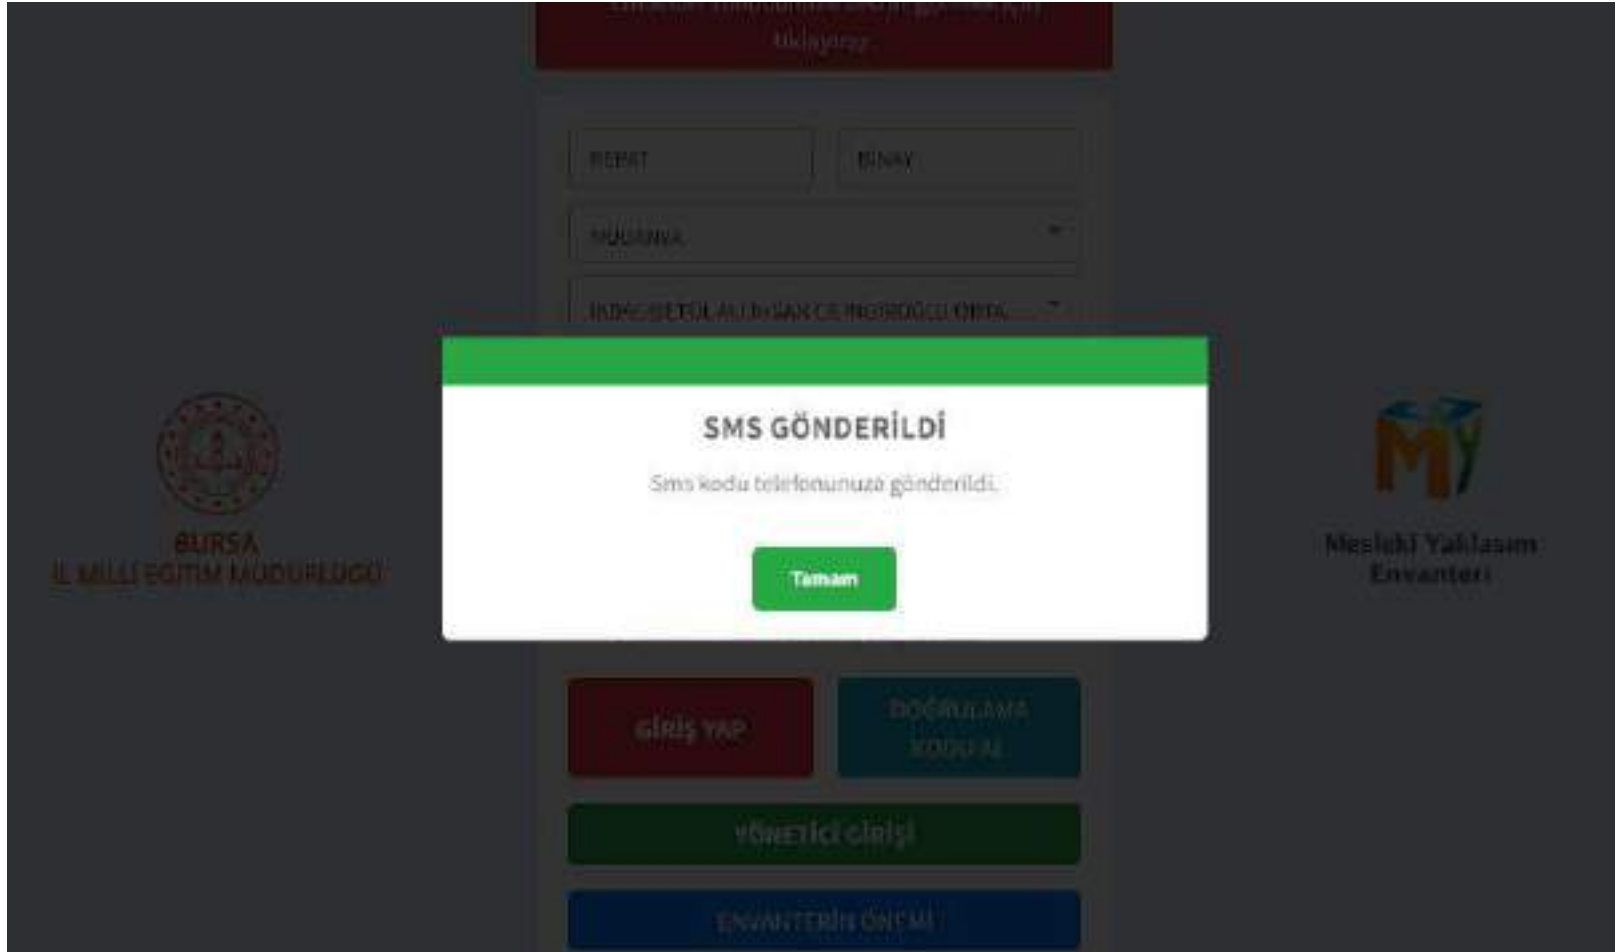 tıklayınız.
BİNAY
MUDANYA
SMS GÖNDERİLDİ
Sms kodu telefonunuza gönderildi.
Tamam
BURSA
İL MİLLİ EĞİTİM MÜDÜRLÜĞÜ
MY
Mesleki Yaklaşım
Envanteri
GİRİŞ YAP
DOĞRULAMA
KODU AL
YÖNETİCİ GİRİŞİ
ENVANTERİN ÖNEMİ